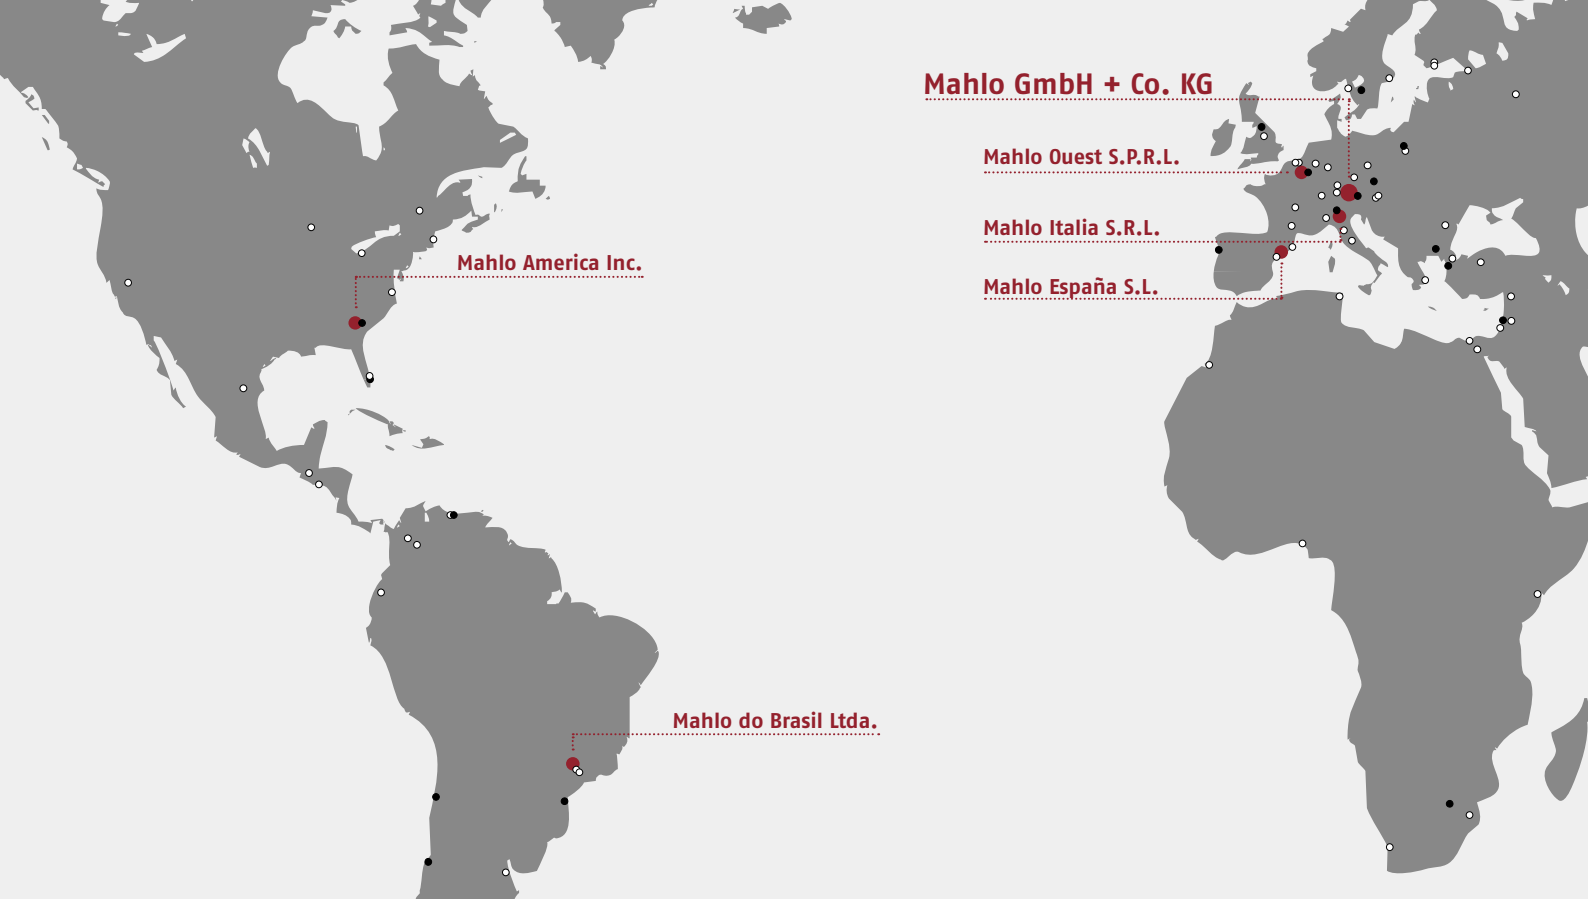 Mahlo GmbH + Co. KG
Mahlo Ouest S.P.R.L.
Mahlo Italia S.R.L.
Mahlo America Inc.
Mahlo España S.L.
Mahlo do Brasil Ltda.